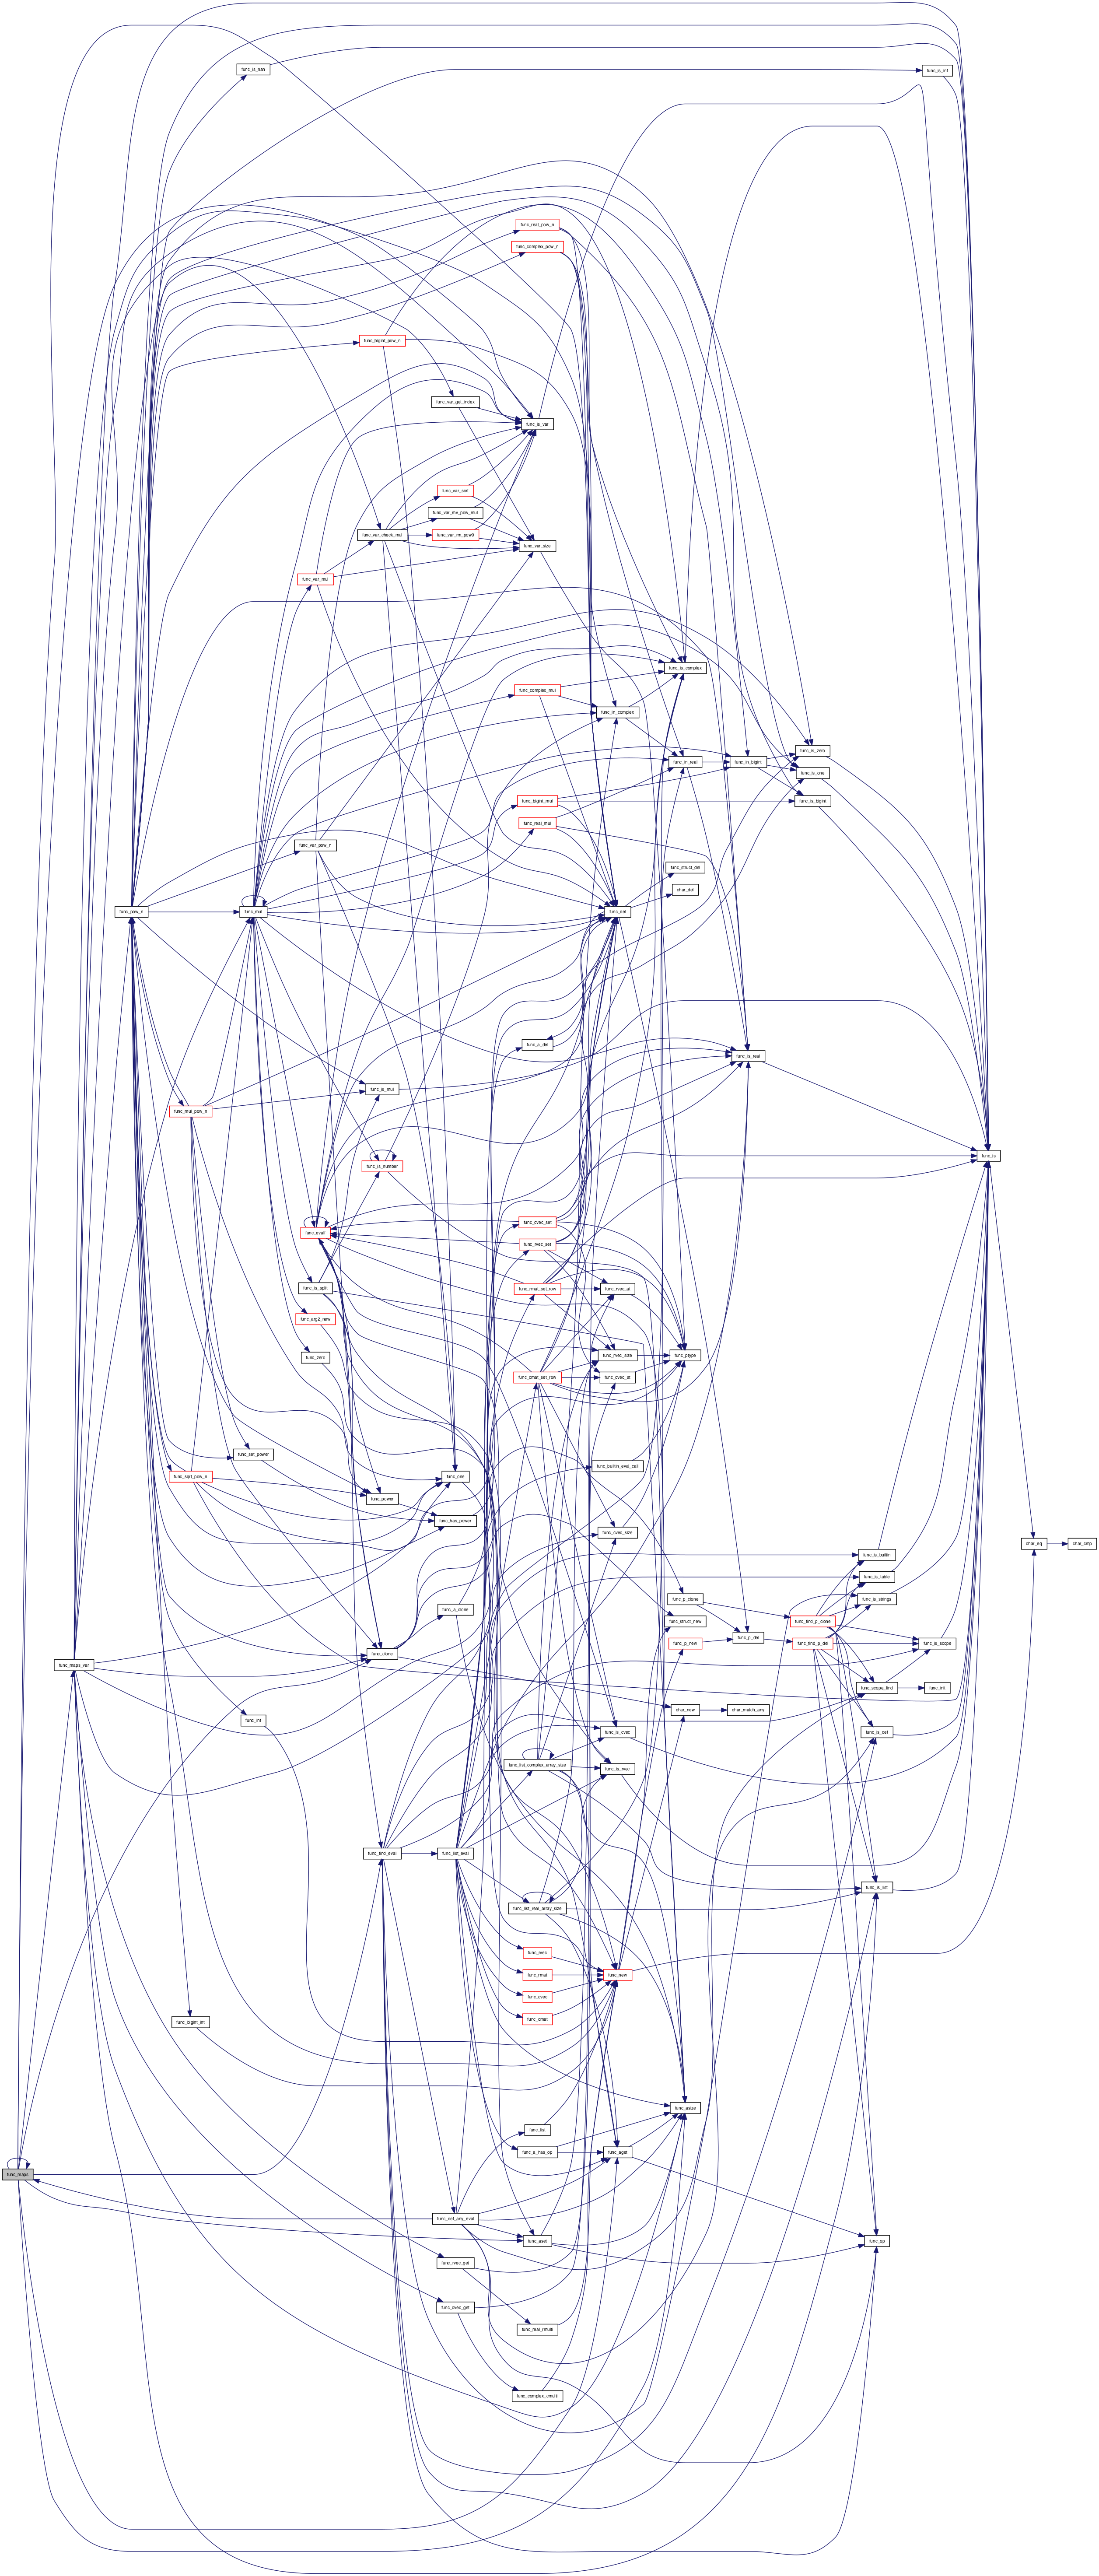 func_is_nan
func_is_inf
func_real_pow_n
func_complex_pow_n
func_bigint_pow_n
func_var_get_index
func_is_var
func_var_sort
func_var_mv_pow_mul
func_var_check_mul
func_var_rm_pow0
func_var_size
func_var_mul
func_is_complex
func_complex_mul
func_in_complex
func_is_zero
func_in_real
func_in_bigint
func_is_one
func_bigint_mul
func_is_bigint
func_real_mul
func_var_pow_n
func_struct_del
char_del
func_pow_n
func_mul
func_del
func_a_del
func_is_real
func_is_mul
func_mul_pow_n
func_is
func_is_number
func_cvec_set
func_eval
func_rvec_set
func_is_split
func_rmat_set_row
func_rvec_at
func_arg2_new
char_eq
char_cmp
func_zero
func_rvec_size
func_ptype
func_cmat_set_row
func_cvec_at
func_set_power
func_builtin_eval_call
func_sqrt_pow_n
func_one
func_power
func_has_power
func_cvec_size
func_is_builtin
func_is_table
func_p_clone
func_is_strings
func_a_clone
func_struct_new
func_find_p_clone
func_p_new
func_p_del
func_find_p_del
func_is_scope
func_clone
func_maps_var
func_scope_find
func_init
char_new
char_match_any
func_inf
func_is_cvec
func_is_def
func_list_complex_array_size
func_is_rvec
func_find_eval
func_list_eval
func_is_list
func_list_real_array_size
func_rvec
func_rmat
func_new
func_cvec
func_cmat
func_bigint_int
func_asize
func_list
func_a_has_op
func_aget
func_maps
func_def_any_eval
func_aset
func_op
func_rvec_get
func_cvec_get
func_real_rmulti
func_complex_cmulti